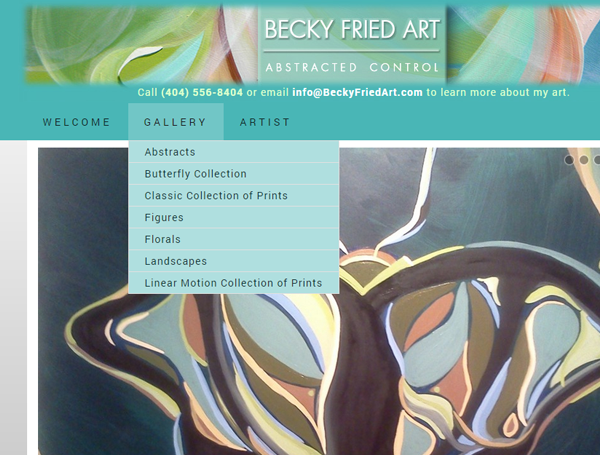 BECKY FRIED ART
ABSTRACTED CONTROL
Call (404) 556-8404 or email info@BeckyFriedArt.com to learn more about my art.
WELCOME GALLERY ARTIST
Abstracts
Butterfly Collection
Classic Collection of Prints
Figures
Florals
Landscapes
Linear Motion Collection of Prints